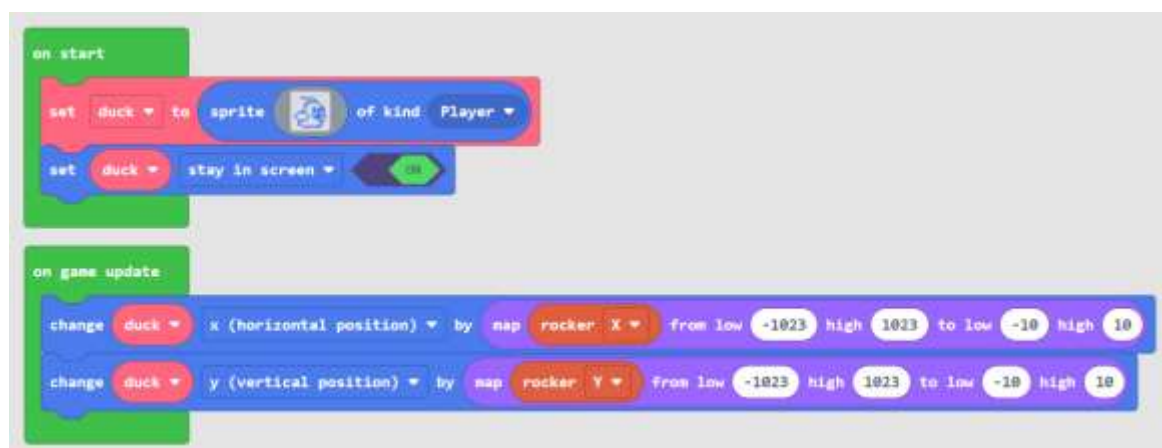 on start
set duck to sprite of kind Player
set duck stay in screen ON
on game update
change duck x (horizontal position) by map rocker X from low -1023 high 1023 to low -10 high 10
change duck y (vertical position) by map rocker Y from low -1023 high 1023 to low -10 high 10